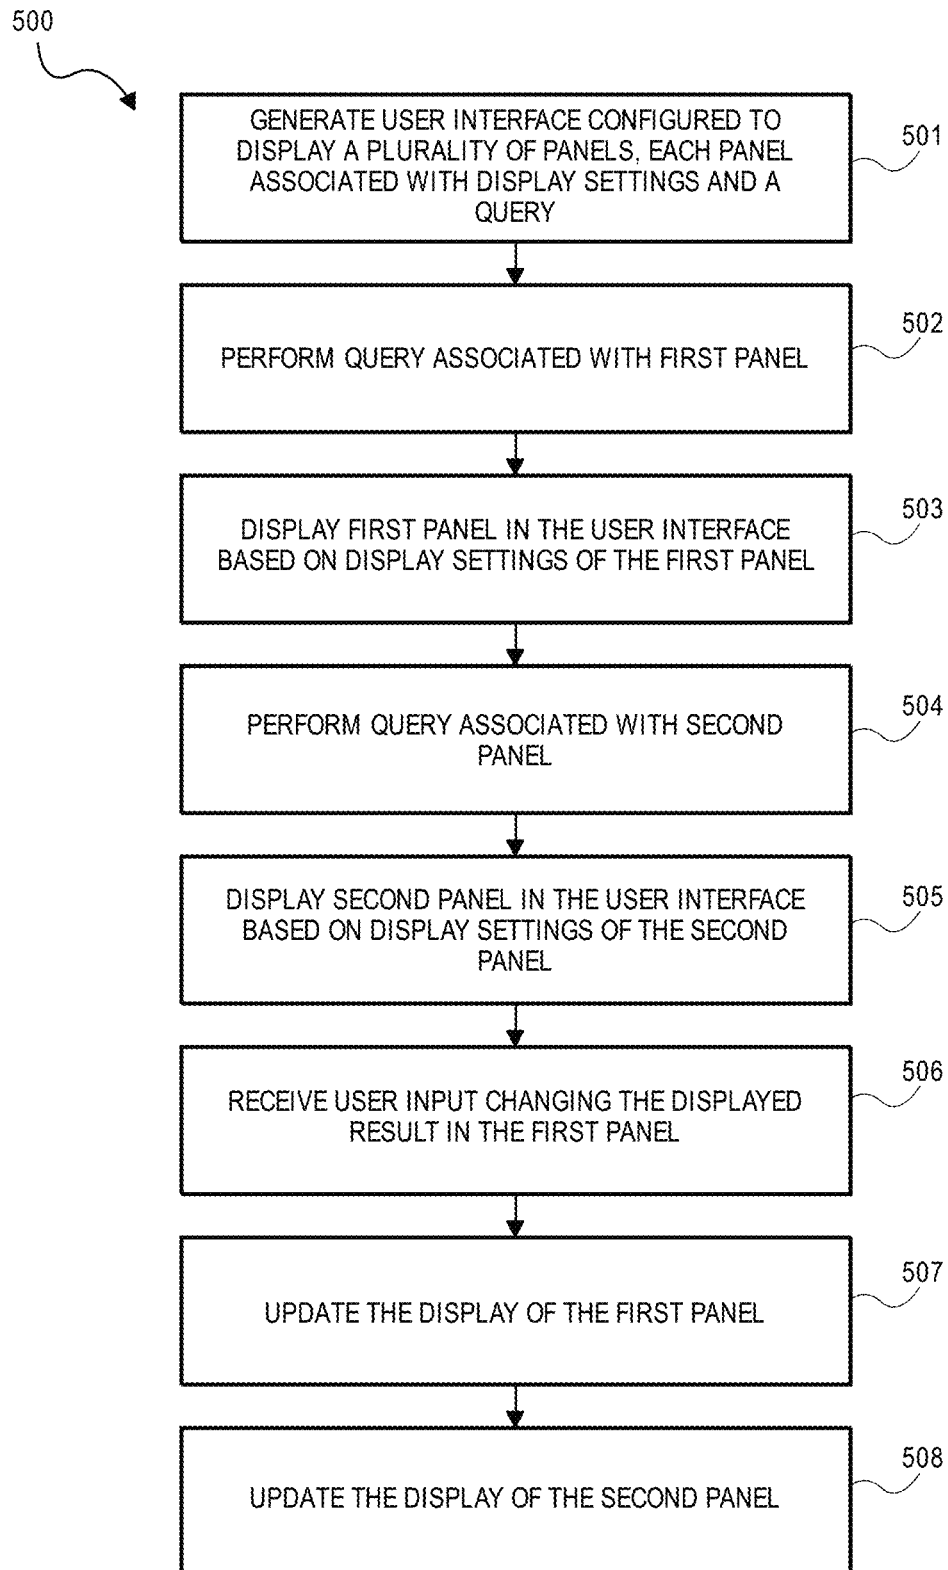 500
GENERATE USER INTERFACE CONFIGURED TO
DISPLAY A PLURALITY OF PANELS, EACH PANEL
ASSOCIATED WITH DISPLAY SETTINGS AND A
QUERY
501
PERFORM QUERY ASSOCIATED WITH FIRST PANEL
502
DISPLAY FIRST PANEL IN THE USER INTERFACE
BASED ON DISPLAY SETTINGS OF THE FIRST PANEL
503
PERFORM QUERY ASSOCIATED WITH SECOND
PANEL
504
DISPLAY SECOND PANEL IN THE USER INTERFACE
BASED ON DISPLAY SETTINGS OF THE SECOND
PANEL
505
RECEIVE USER INPUT CHANGING THE DISPLAYED
RESULT IN THE FIRST PANEL
506
UPDATE THE DISPLAY OF THE FIRST PANEL
507
UPDATE THE DISPLAY OF THE SECOND PANEL
508